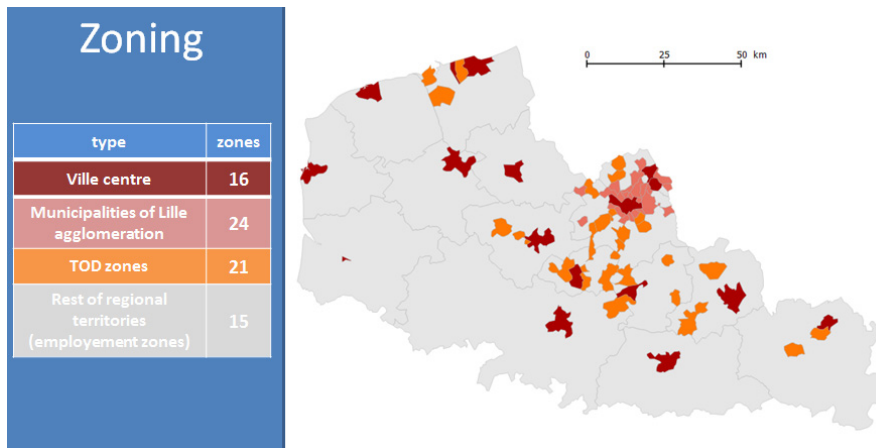 Zoning
type zones
Ville centre 16
Municipalities of Lille
agglomeration 24
TOD zones 21
Rest of regional
territories
(employement zones) 15
0 25 50 km